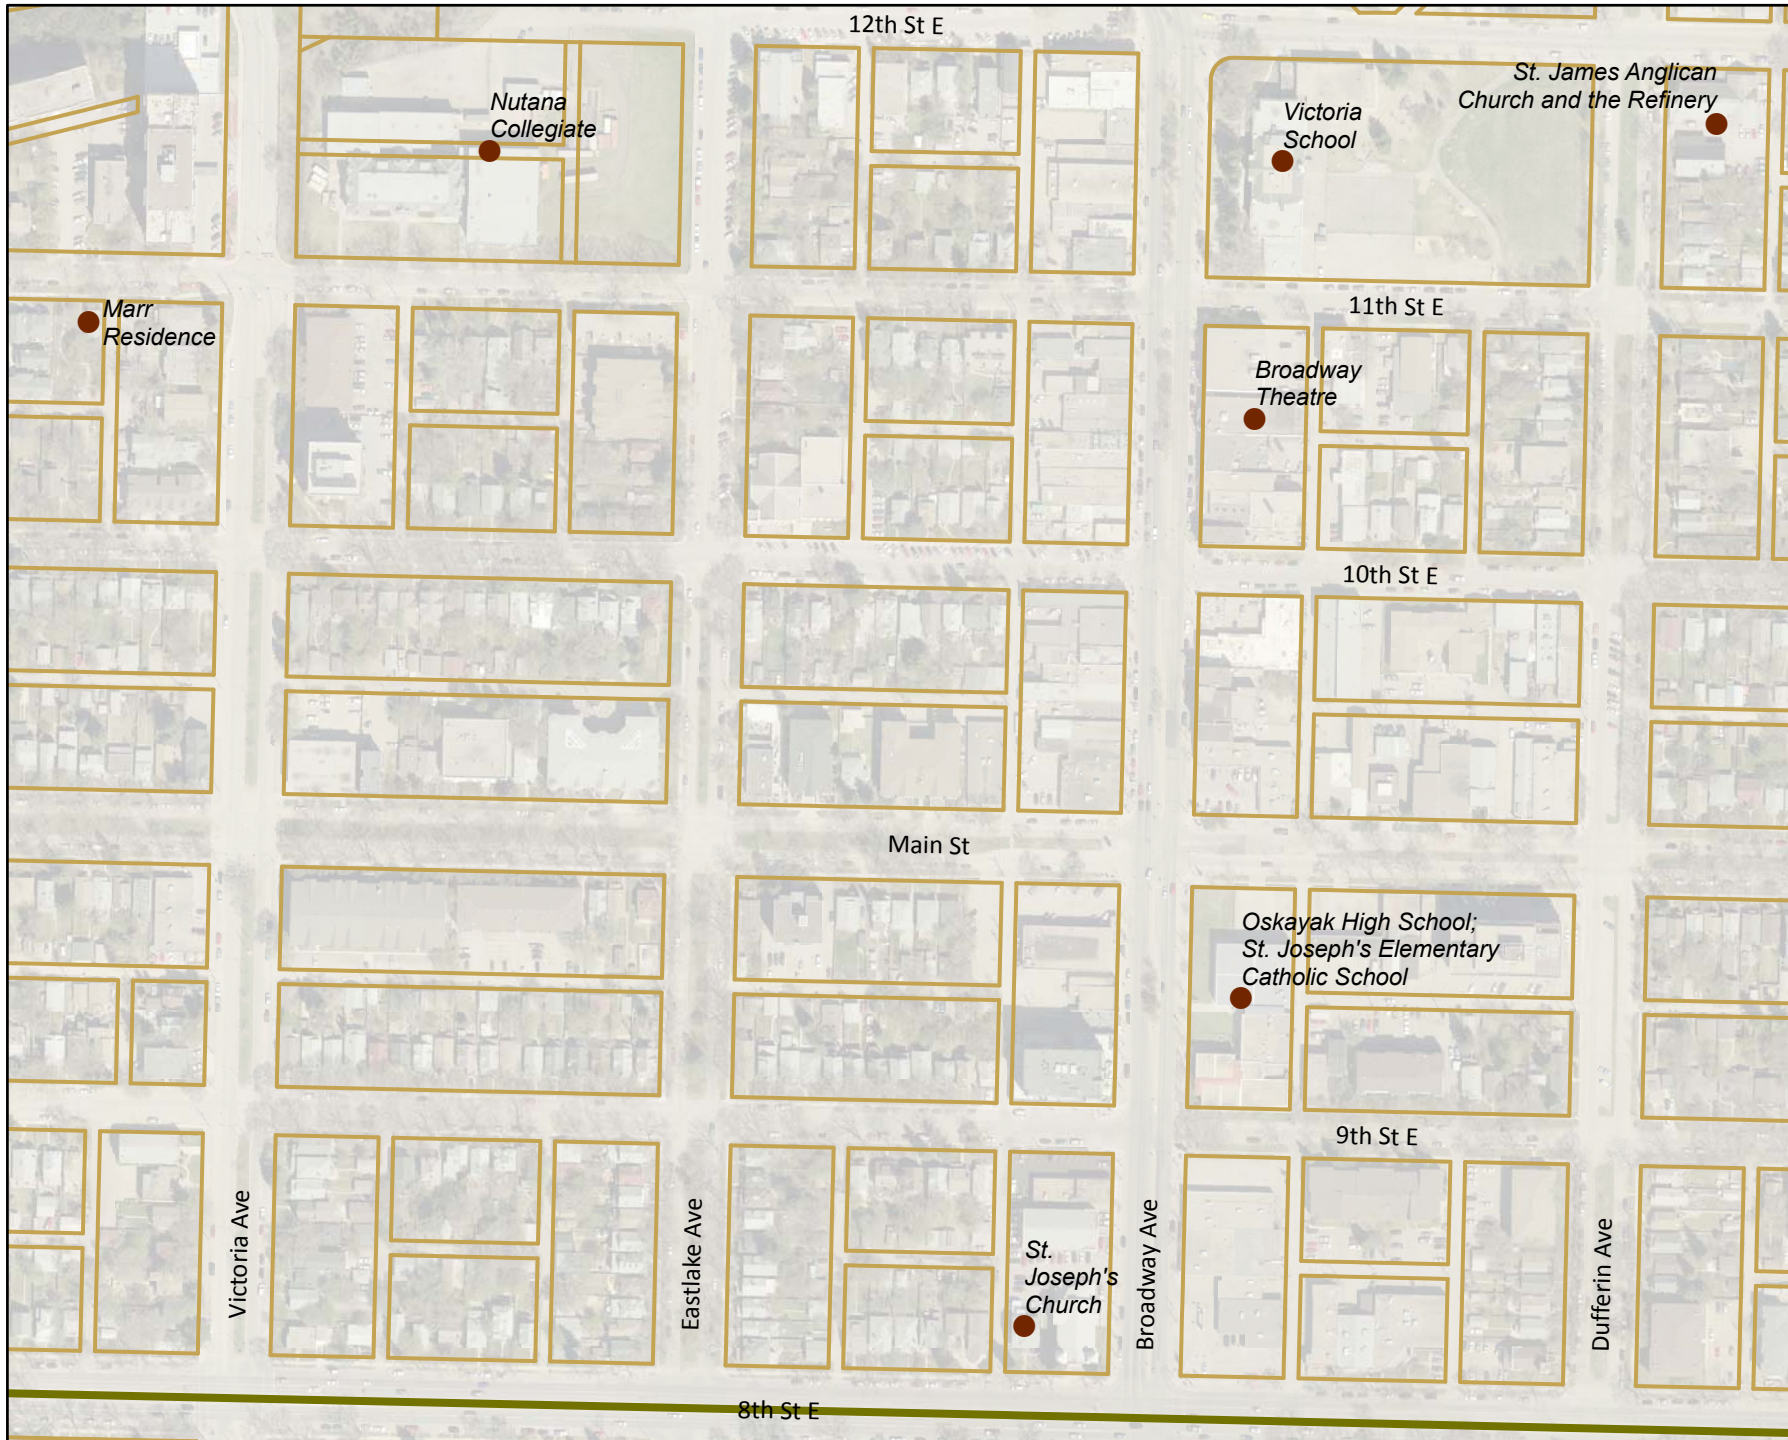 12th St E
St. James Anglican
Church and the Refinery
Nutana
Collegiate
Victoria
School
Marr
Residence
11th St E
Broadway
Theatre
10th St E
Main St
Oskayak High School;
St. Joseph's Elementary
Catholic School
9th St E
Victoria Ave
Eastlake Ave
St.
Joseph's
Church
Broadway Ave
Dufferin Ave
8th St E